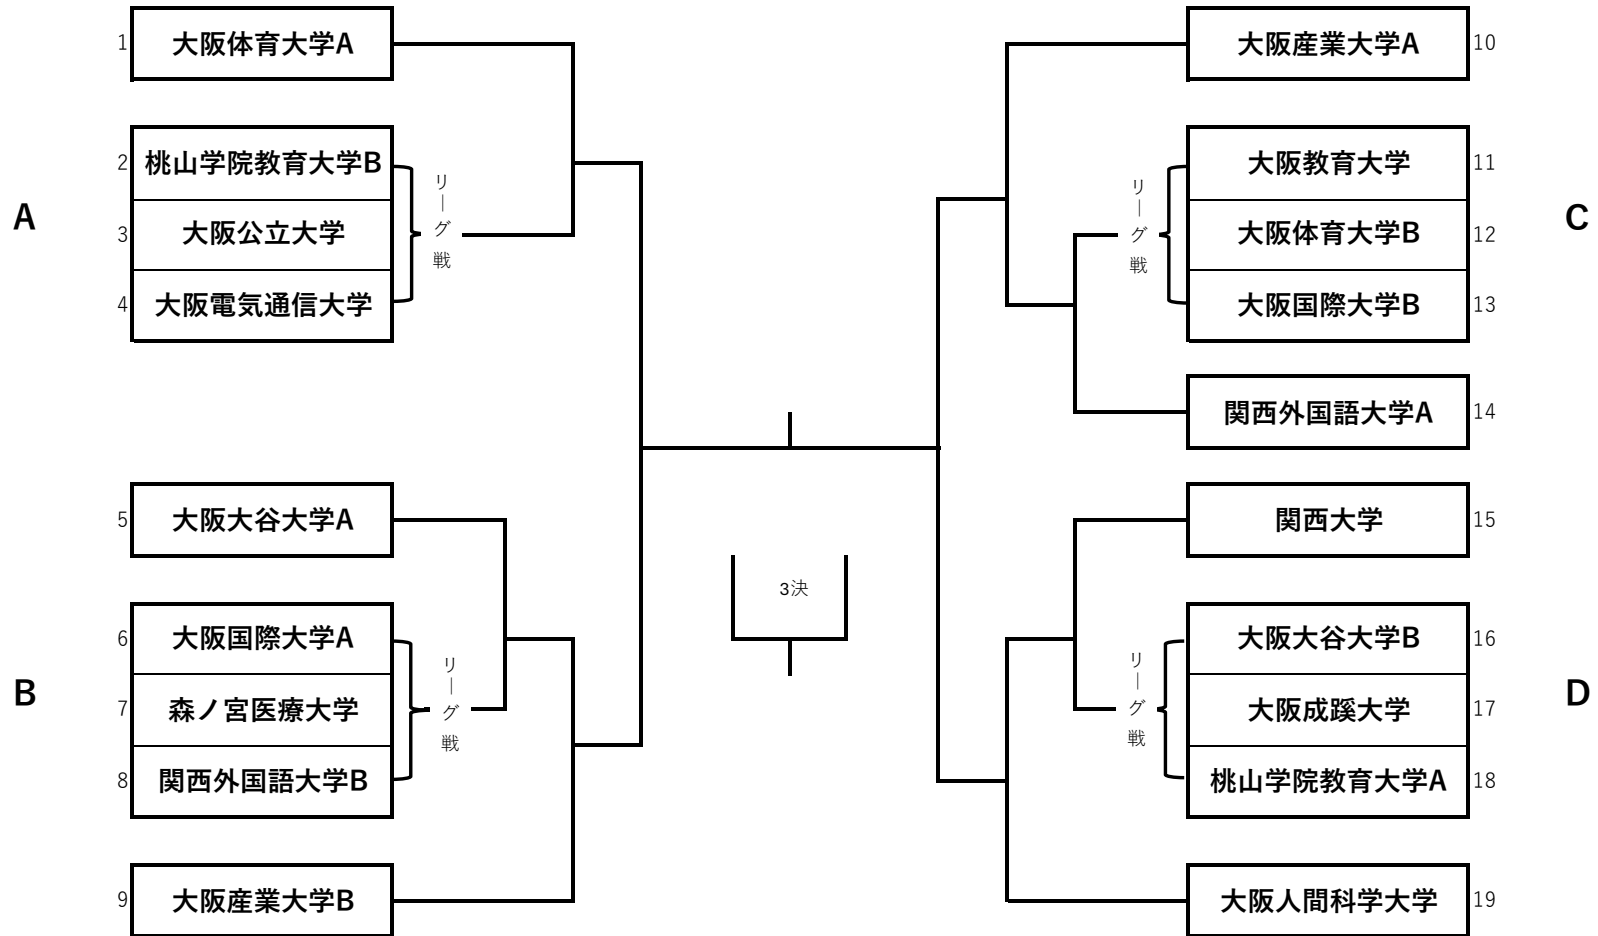 1 大阪体育大学A
A
2 桃山学院教育大学B
3 大阪公立大学
4 大阪電気通信大学
リーグ戦
B
5 大阪大谷大学A
6 大阪国際大学A
7 森ノ宮医療大学
8 関西外国語大学B
リーグ戦
9 大阪産業大学B
3決
大阪産業大学A 10
C
大阪教育大学 11
大阪体育大学B 12
大阪国際大学B 13
リーグ戦
関西外国語大学A 14
D
関西大学 15
大阪大谷大学B 16
大阪成蹊大学 17
桃山学院教育大学A 18
リーグ戦
大阪人間科学大学 19